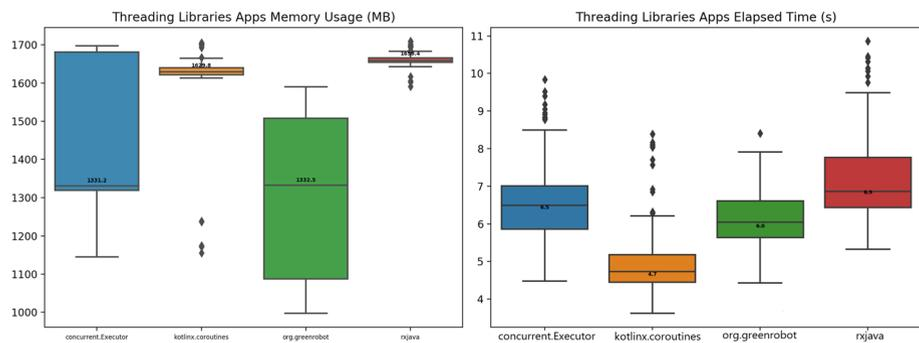 Threading Libraries Apps Memory Usage (MB)
1700
1600
1500
1400
1300
1200
1100
1000
1331.2
1629.8
1332.5
concurrent.Executor
kotlinx.coroutines
org.greenrobot
rxjava
Threading Libraries Apps Elapsed Time (s)
11
10
9
8
7
6
5
4
6.5
4.7
6.0
6.9
concurrent.Executor
kotlinx.coroutines
org.greenrobot
rxjava